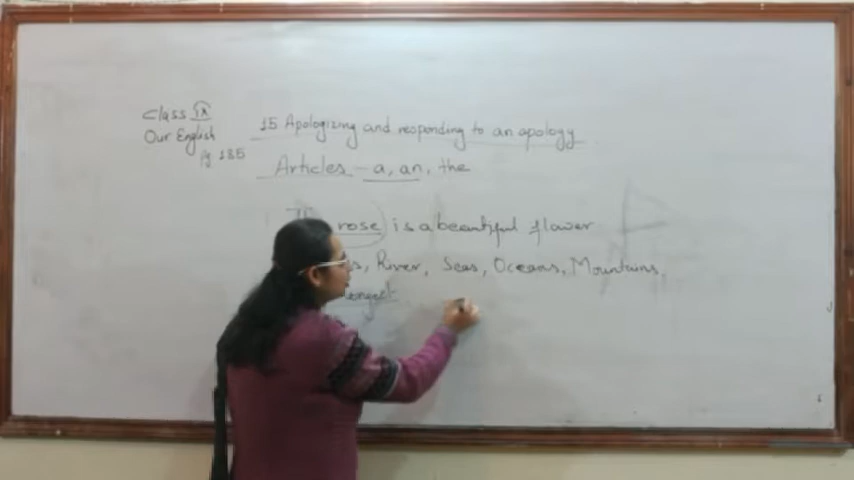 Class IX
Our English
Pg 185
15 Apologizing and responding to an apology
Articles - a, an, the
rose is a beautiful flower
River, Seas, Oceans, Mountains,
longest